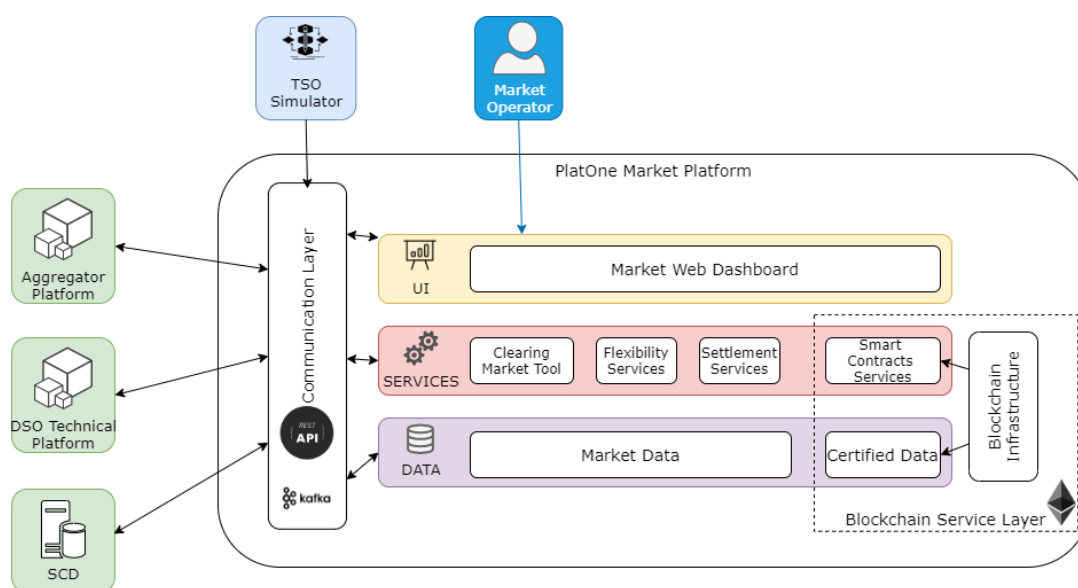 TSO
Simulator
Market
Operator
PlatOne Market Platform
Aggregator
Platform
DSO Technical
Platform
SCD
Communication Layer
REST
API
kafka
UI
Market Web Dashboard
SERVICES
Clearing
Market Tool
Flexibility
Services
Settlement
Services
Smart
Contracts
Services
DATA
Market Data
Certified Data
Blockchain
Infrastructure
Blockchain Service Layer